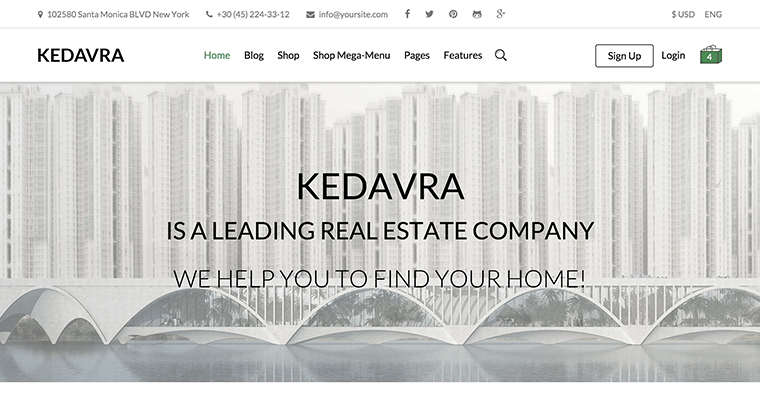 102580 Santa Monica BLVD New York +30 (45) 224-33-12 info@yoursite.com $ USD ENG
KEDAVRA Home Blog Shop Shop Mega-Menu Pages Features Sign Up Login 4
KEDAVRA
IS A LEADING REAL ESTATE COMPANY
WE HELP YOU TO FIND YOUR HOME!